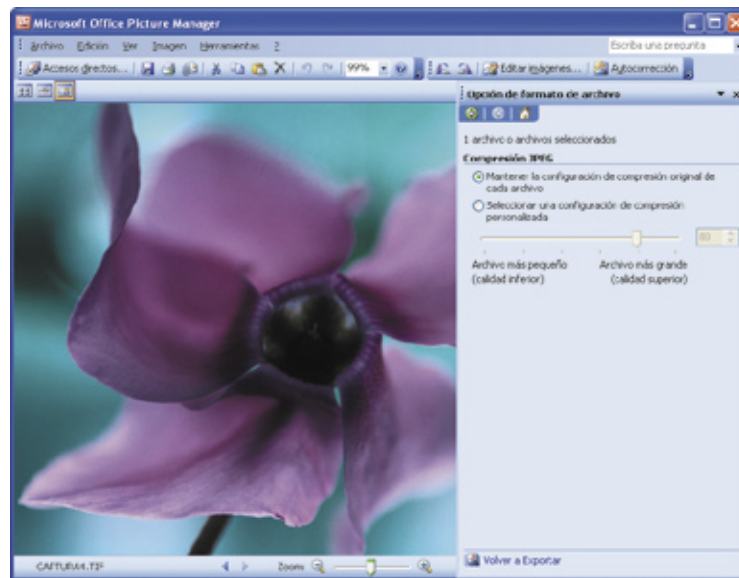 Microsoft Office Picture Manager
Archivo Edición Ver Imagen Herramientas ?
Escriba una pregunta
Accesos directos... 99% Editar imágenes... Autocorrección
Opción de formato de archivo
1 archivo o archivos seleccionados
Compresión JPEG
Mantener la configuración de compresión original de
cada archivo
Seleccionar una configuración de compresión
personalizada
80
Archivo más pequeño Archivo más grande
(calidad inferior) (calidad superior)
Volver a Exportar
Zoom: